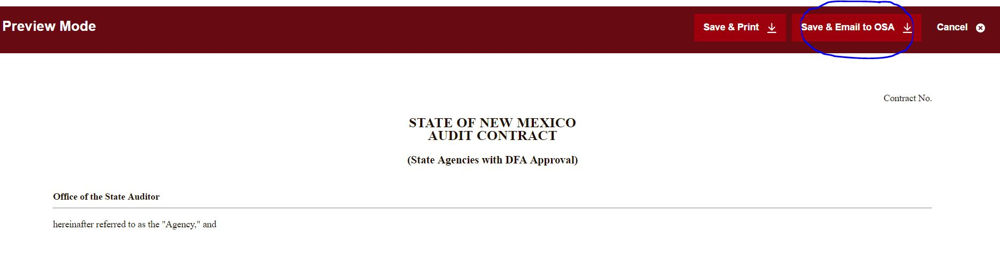 Preview Mode
Save & Print
Save & Email to OSA
Cancel
Contract No.
STATE OF NEW MEXICO
AUDIT CONTRACT
(State Agencies with DFA Approval)
Office of the State Auditor
hereinafter referred to as the "Agency," and